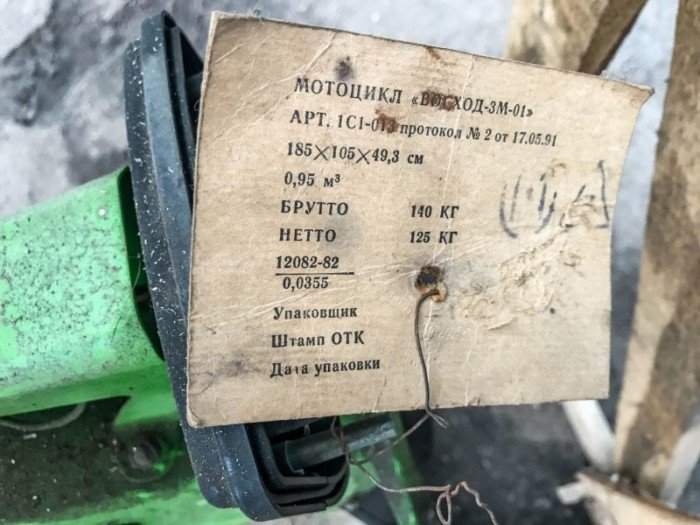 МОТОЦИКЛ «ВОСХОД-3М-01»
АРТ. 1С1-013 протокол № 2 от 17.05.91
185×105×49,3 см
0,95 м³
БРУТТО 140 КГ
НЕТТО 125 КГ
12082-82
0,0355
Упаковщик
Штамп ОТК
Дата упаковки